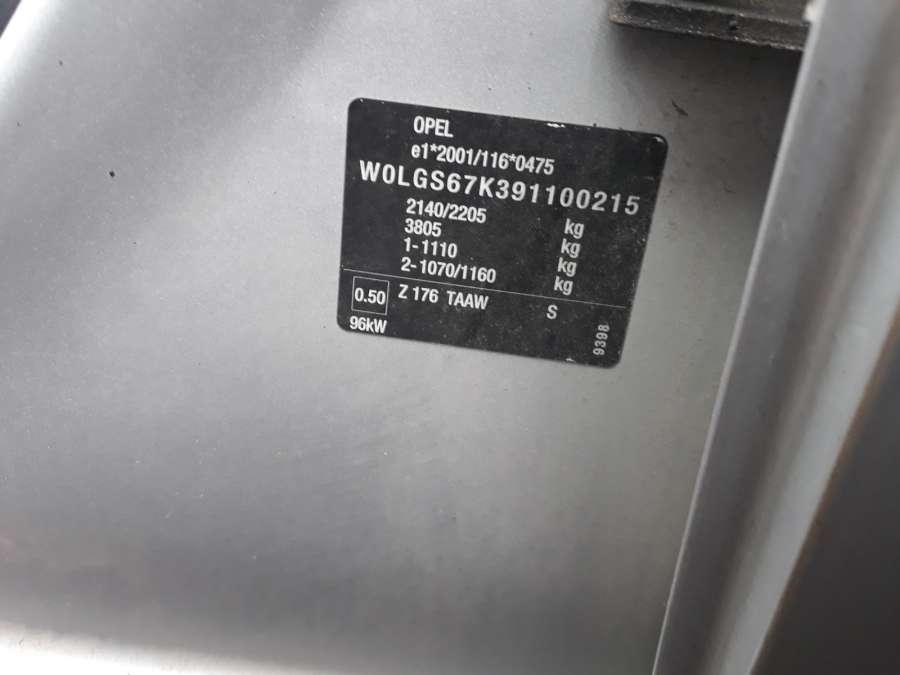 OPEL
e1*2001/116*0475
W0LGS67K391100215
2140/2205 kg
3805 kg
1-1110 kg
2-1070/1160 kg
0.50 Z 176 TAAW S
96kW
9398